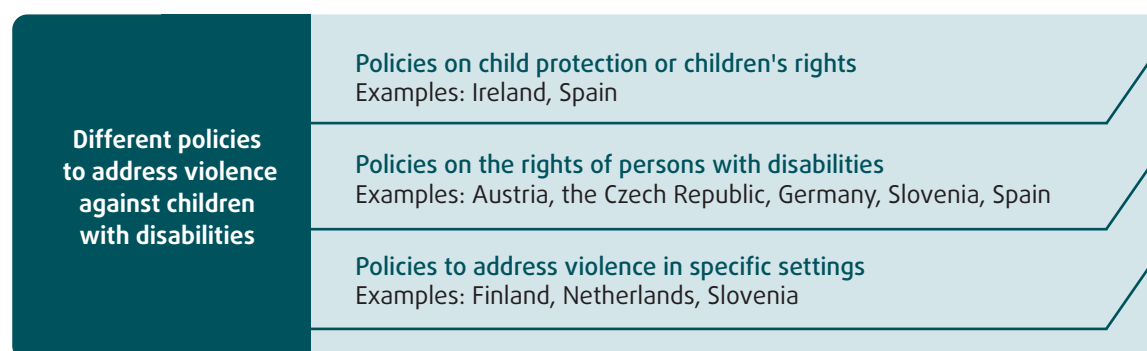 Different policies
to address violence
against children
with disabilities
Policies on child protection or children's rights
Examples: Ireland, Spain
Policies on the rights of persons with disabilities
Examples: Austria, the Czech Republic, Germany, Slovenia, Spain
Policies to address violence in specific settings
Examples: Finland, Netherlands, Slovenia